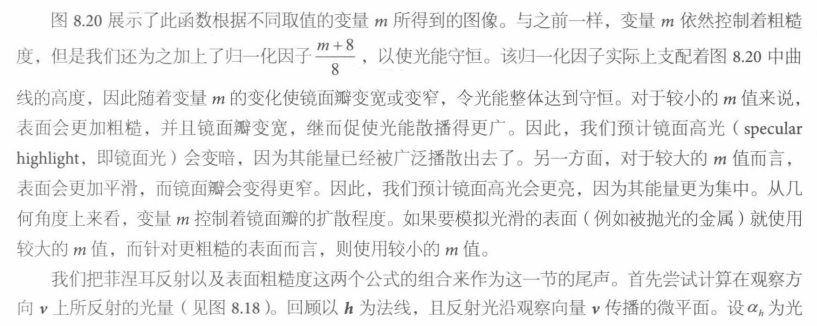 图 8.20 展示了此函数根据不同取值的变量 m 所得到的图像。与之前一样，变量 m 依然控制着粗糙
度，但是我们还为之加上了归一化因子 $\frac{m+8}{8}$ ，以使光能守恒。该归一化因子实际上支配着图 8.20 中曲
线的高度，因此随着变量 m 的变化使镜面瓣变宽或变窄，令光能整体达到守恒。对于较小的 m 值来说，
表面会更加粗糙，并且镜面瓣变宽，继而促使光能散播得更广。因此，我们预计镜面高光（specular
highlight，即镜面光）会变暗，因为其能量已经被广泛播散出去了。另一方面，对于较大的 m 值而言，
表面会更加平滑，而镜面瓣会变得更窄。因此，我们预计镜面高光会更亮，因为其能量更为集中。从几
何角度上来看，变量 m 控制着镜面瓣的扩散程度。如果要模拟光滑的表面（例如被抛光的金属）就使用
较大的 m 值，而针对更粗糙的表面而言，则使用较小的 m 值。
我们把菲涅耳反射以及表面粗糙度这两个公式的组合来作为这一节的尾声。首先尝试计算在观察方
向 v 上所反射的光量（见图 8.18）。回顾以 h 为法线，且反射光沿观察向量 v 传播的微平面。设 αh 为光